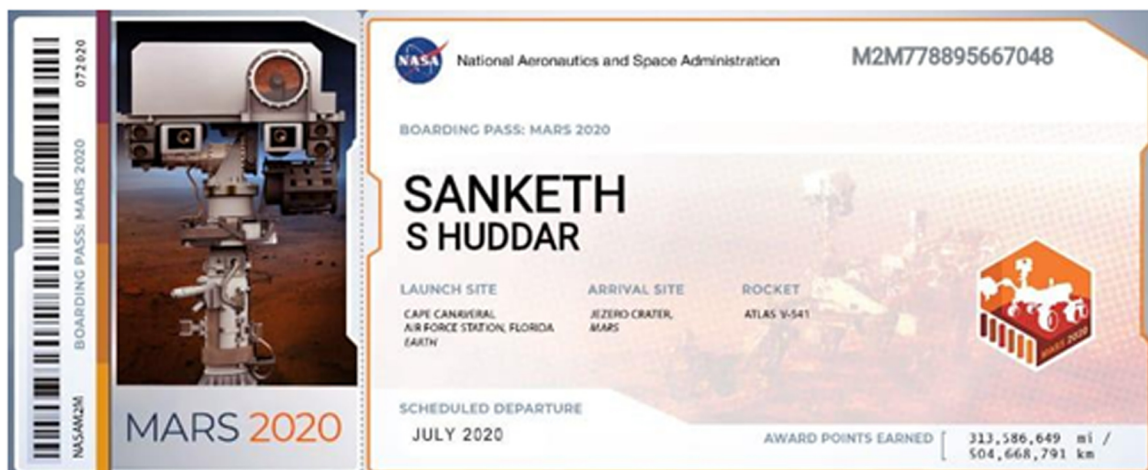 072020
BOARDING PASS: MARS 2020
NASAM2M
MARS 2020
NASA
National Aeronautics and Space Administration
M2M778895667048
BOARDING PASS: MARS 2020
SANKETH
S HUDDAR
LAUNCH SITE
CAPE CANAVERAL
AIR FORCE STATION, FLORIDA
EARTH
ARRIVAL SITE
JEZERO CRATER,
MARS
ROCKET
ATLAS V-541
MARS 2020
SCHEDULED DEPARTURE
JULY 2020
AWARD POINTS EARNED
313,586,649 mi /
504,668,791 km